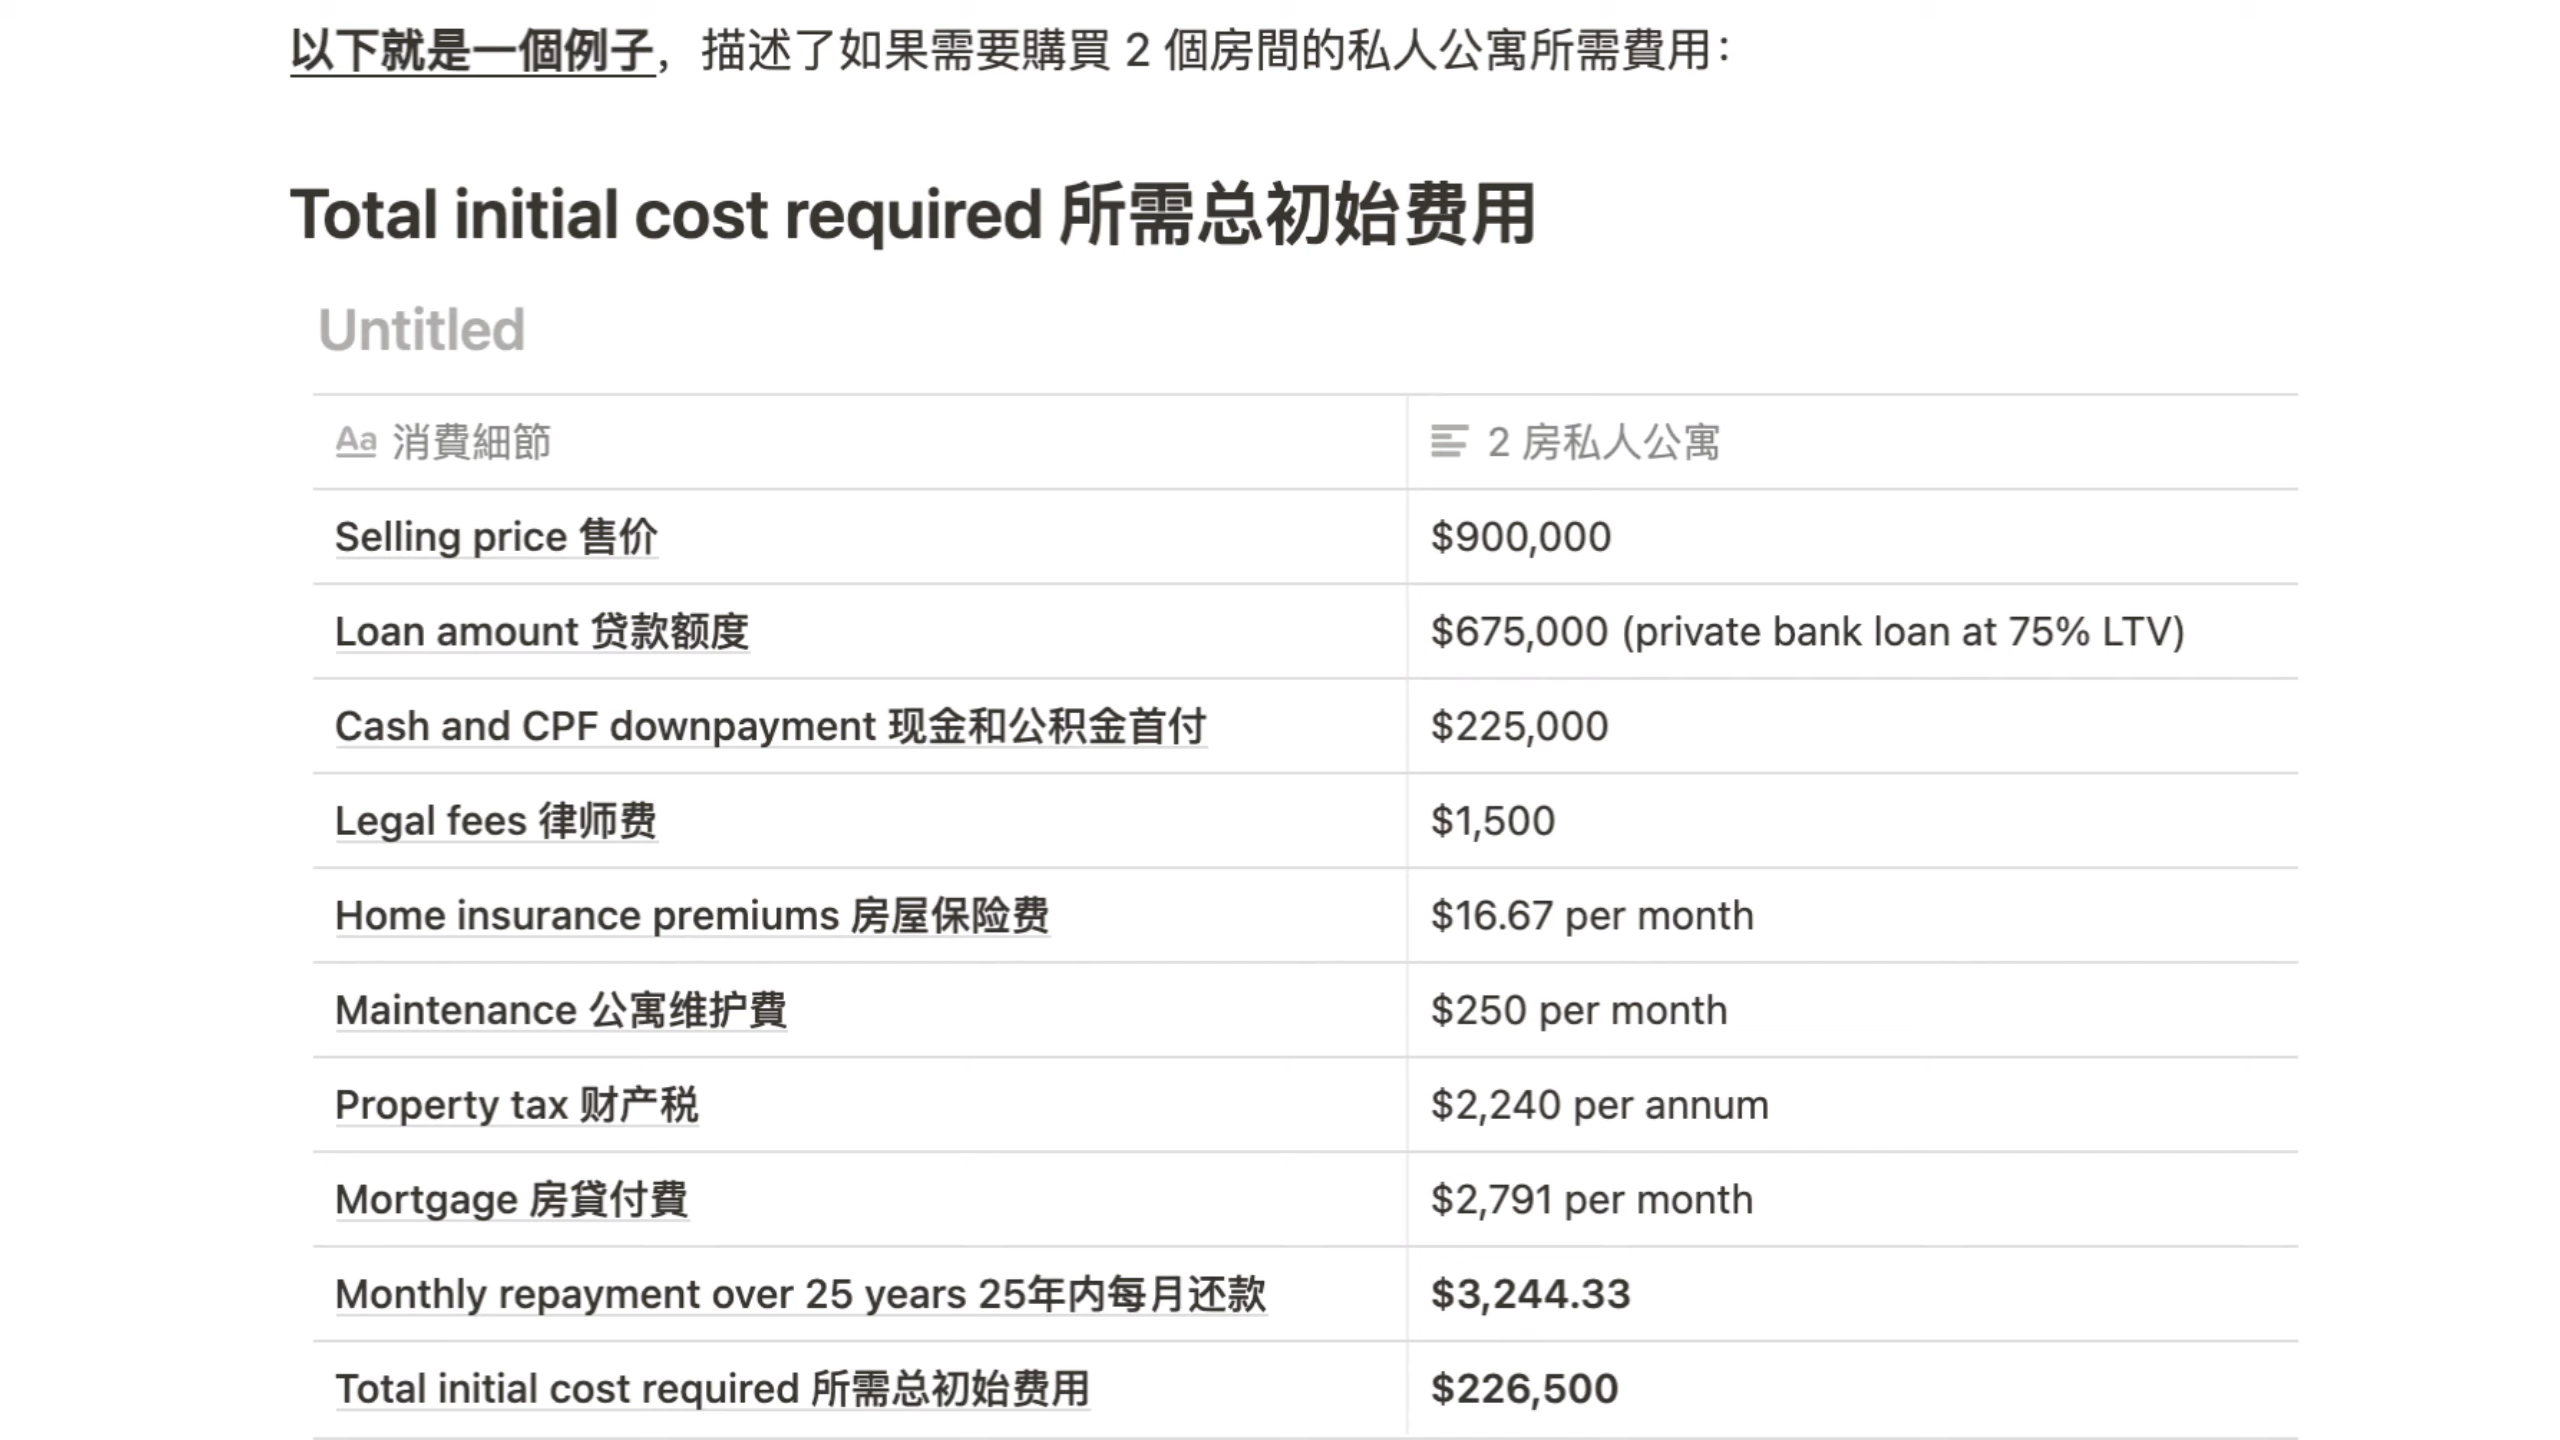 以下就是一個例子，描述了如果需要購買 2 個房間的私人公寓所需費用：
Total initial cost required 所需总初始费用
Untitled
Aa 消費細節
2 房私人公寓
Selling price 售价
$900,000
Loan amount 贷款额度
$675,000 (private bank loan at 75% LTV)
Cash and CPF downpayment 现金和公积金首付
$225,000
Legal fees 律师费
$1,500
Home insurance premiums 房屋保险费
$16.67 per month
Maintenance 公寓维护費
$250 per month
Property tax 财产税
$2,240 per annum
Mortgage 房貸付費
$2,791 per month
Monthly repayment over 25 years 25年内每月还款
$3,244.33
Total initial cost required 所需总初始费用
$226,500